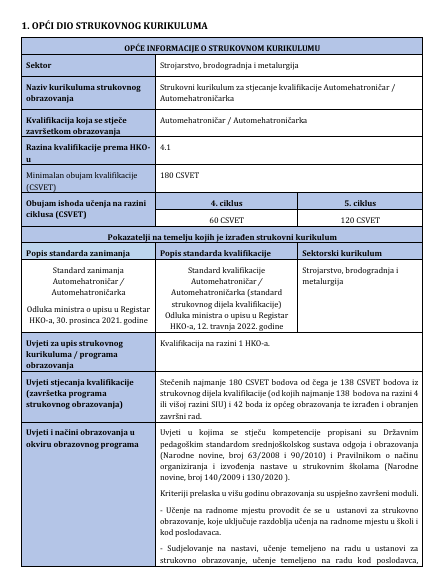 1. OPĆI DIO STRUKOVNOG KURIKULUMA
OPĆE INFORMACIJE O STRUKOVNOM KURIKULUMU
Sektor
Strojarstvo, brodogradnja i metalurgija
Naziv kurikuluma strukovnog
obrazovanja
Strukovni kurikulum za stjecanje kvalifikacije Automehatroničar /
Automehatroničarka
Kvalifikacija koja se stječe
završetkom obrazovanja
Automehatroničar / Automehatroničarka
Razina kvalifikacije prema HKO-
u
4.1
Minimalan obujam kvalifikacije
(CSVET)
180 CSVET
Obujam ishoda učenja na razini
ciklusa (CSVET)
4. ciklus
5. ciklus
60 CSVET
120 CSVET
Pokazatelji na temelju kojih je izrađen strukovni kurikulum
Popis standarda zanimanja
Popis standarda kvalifikacije
Sektorski kurikulum
Standard zanimanja
Automehatroničar /
Automehatroničarka
Odluka ministra o upisu u Registar
HKO-a, 30. prosinca 2021. godine
Standard kvalifikacije
Automehatroničar /
Automehatroničarka (standard
strukovnog dijela kvalifikacije)
Odluka ministra o upisu u Registar
HKO-a, 12. travnja 2022. godine
Strojarstvo, brodogradnja i
metalurgija
Uvjeti za upis strukovnog
kurikuluma / programa
obrazovanja
Kvalifikacija na razini 1 HKO-a.
Uvjeti stjecanja kvalifikacije
(završetka programa
strukovnog obrazovanja)
Stečenih najmanje 180 CSVET bodova od čega je 138 CSVET bodova iz
strukovnog dijela kvalifikacije (od kojih najmanje 138 bodova na razini 4
ili višoj razini SIU) i 42 boda iz općeg obrazovanja te izrađen i obranjen
završni rad.
Uvjeti i načini obrazovanja u
okviru obrazovnog programa
Uvjeti u kojima se stječu kompetencije propisani su Državnim
pedagoškim standardom srednjoškolskog sustava odgoja i obrazovanja
(Narodne novine, broj 63/2008 i 90/2010) i Pravilnikom o načinu
organiziranja i izvođenja nastave u strukovnim školama (Narodne
novine, broj 140/2009 i 130/2020 ).
Kriteriji prelaska u višu godinu obrazovanja su uspješno završeni moduli.
- Učenje na radnome mjestu provodit će se u ustanovi za strukovno
obrazovanje, koje uključuje razdoblja učenja na radnome mjestu u školi i
kod poslodavca.
- Sudjelovanje na nastavi, učenje temeljeno na radu u ustanovi za
strukovno obrazovanje, učenje temeljeno na radu kod poslodavca,